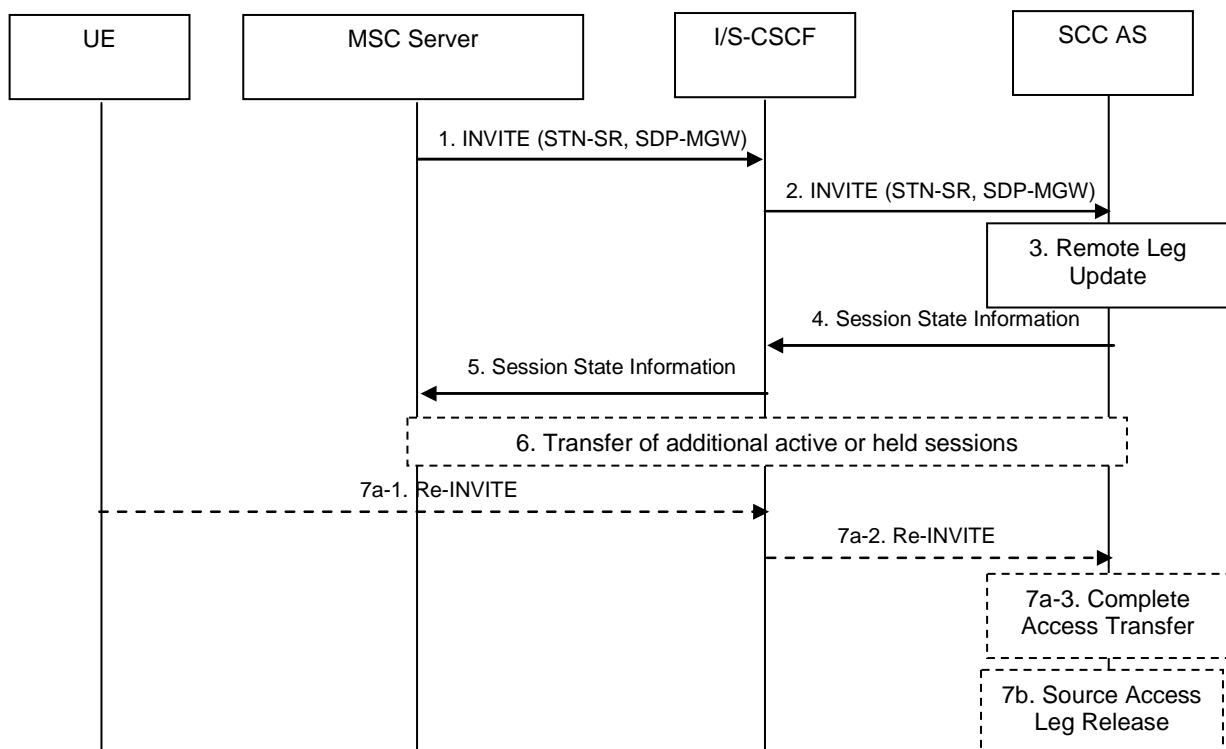 UE
MSC Server
I/S-CSCF
SCC AS
1. INVITE (STN-SR, SDP-MGW)
2. INVITE (STN-SR, SDP-MGW)
3. Remote Leg
Update
4. Session State Information
5. Session State Information
6. Transfer of additional active or held sessions
7a-1. Re-INVITE
7a-2. Re-INVITE
7a-3. Complete
Access Transfer
7b. Source Access
Leg Release